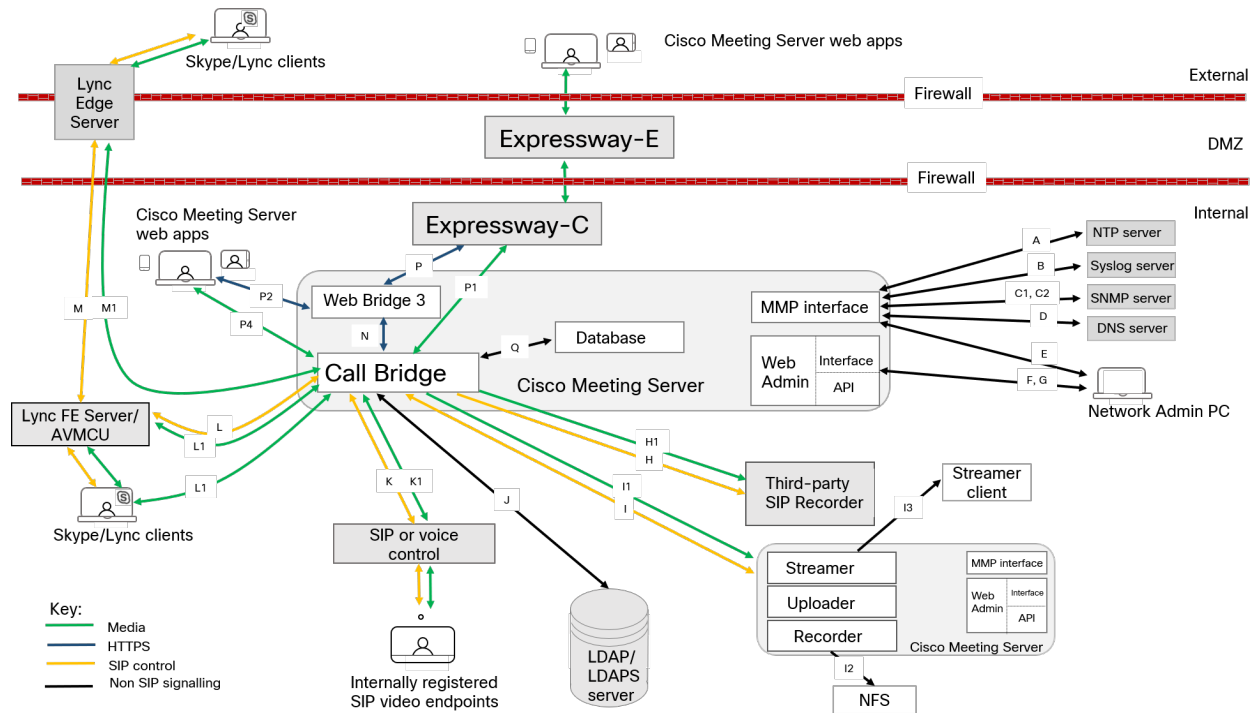 S
Skype/Lync clients
Cisco Meeting Server web apps
External
Lync
Edge
Server
Firewall
Expressway-E
DMZ
Firewall
Internal
Cisco Meeting Server
web apps
Expressway-C
A
NTP server
P
B
Syslog server
P2
Web Bridge 3
P1
MMP interface
C1, C2
SNMP server
M
M1
P4
N
D
DNS server
Q
Database
Web
Admin
Interface
API
E
F, G
Call Bridge
Cisco Meeting Server
Network Admin PC
Lync FE Server/
AVMCU
L
L1
H1
H
L1
K
K1
J
I1
I
Third-party
SIP Recorder
Streamer
client
I3
S
Skype/Lync clients
SIP or voice
control
Streamer
Uploader
Recorder
MMP interface
Web
Admin
Interface
API
Cisco Meeting Server
I2
NFS
Key:
Media
HTTPS
SIP control
Non SIP signalling
Internally registered
SIP video endpoints
LDAP/
LDAPS
server